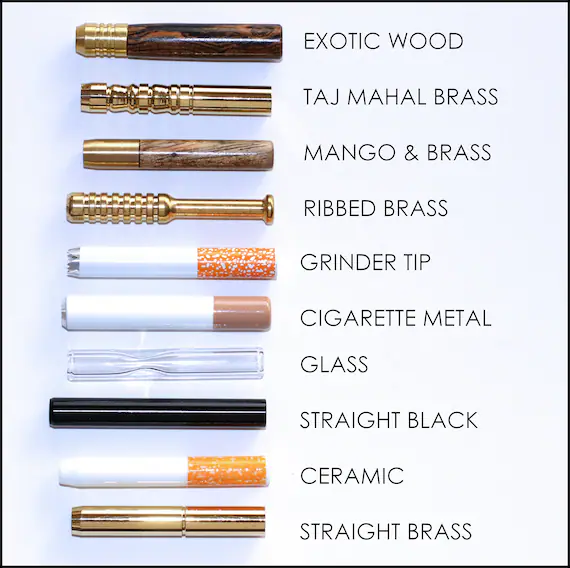 EXOTIC WOOD
TAJ MAHAL BRASS
MANGO & BRASS
RIBBED BRASS
GRINDER TIP
CIGARETTE METAL
GLASS
STRAIGHT BLACK
CERAMIC
STRAIGHT BRASS